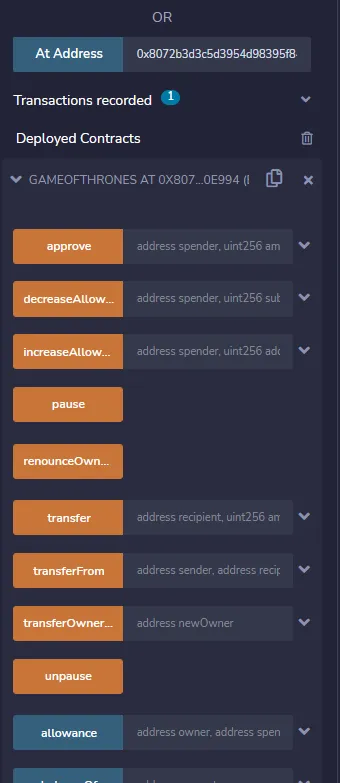 OR
At Address 0x8072b3d3c5d3954d98395f8
Transactions recorded 1
Deployed Contracts
GAMEOFTHRONES AT 0X807...0E994 (
approve address spender, uint256 am
decreaseAllow... address spender, uint256 sub
increaseAllow... address spender, uint256 add
pause
renounceOwn...
transfer address recipient, uint256 am
transferFrom address sender, address recip
transferOwner... address newOwner
unpause
allowance address owner, address spen